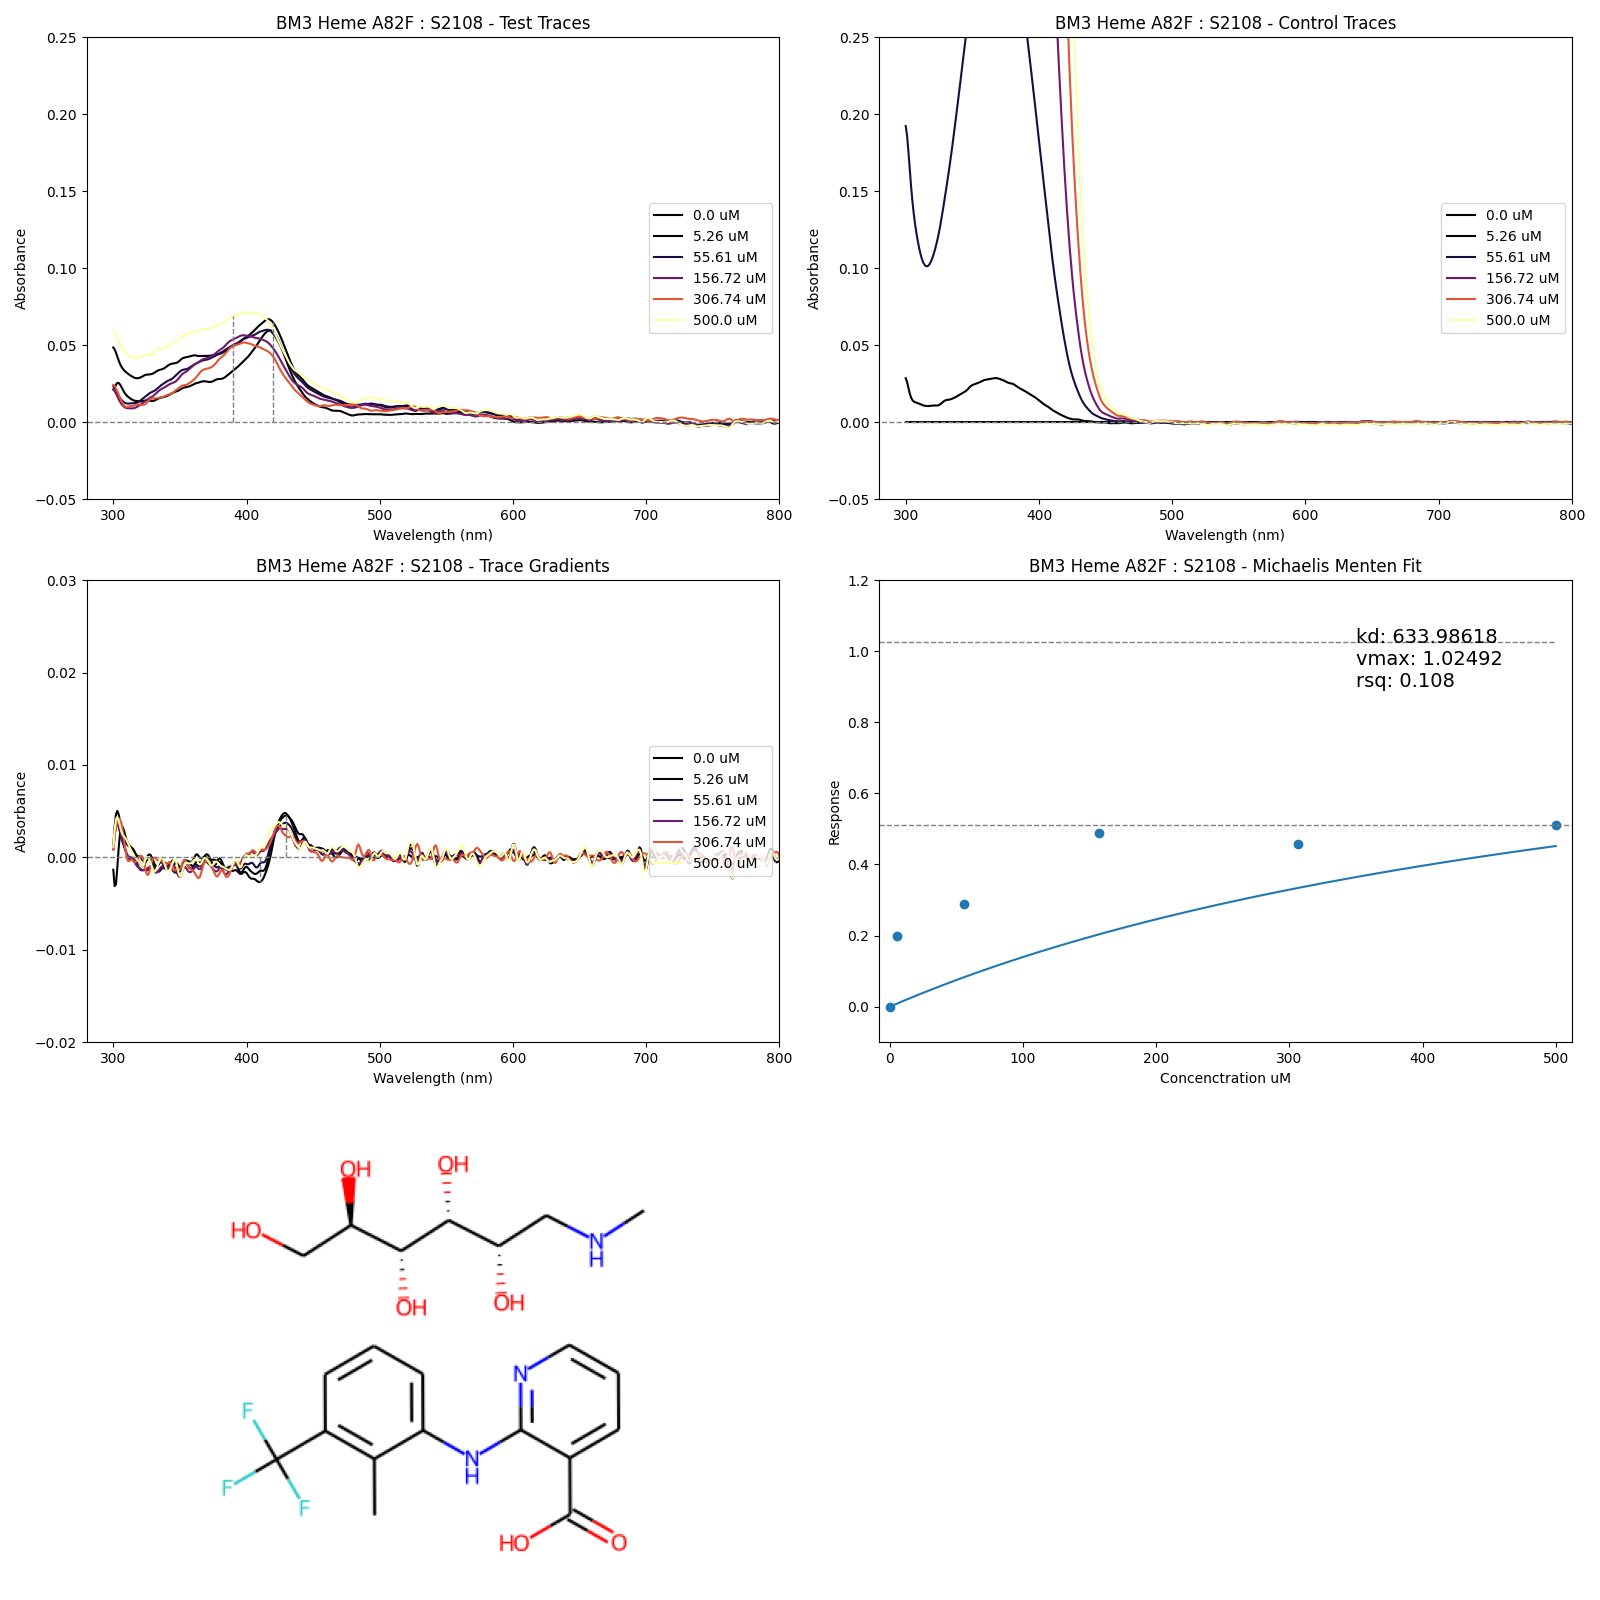 BM3 Heme A82F : S2108 - Test Traces
0.25
0.20
0.15
0.10
0.05
0.00
−0.05
Absorbance
300
400
500
600
700
800
Wavelength (nm)
0.0 uM
5.26 uM
55.61 uM
156.72 uM
306.74 uM
500.0 uM
BM3 Heme A82F : S2108 - Control Traces
0.25
0.20
0.15
0.10
0.05
0.00
−0.05
Absorbance
300
400
500
600
700
800
Wavelength (nm)
0.0 uM
5.26 uM
55.61 uM
156.72 uM
306.74 uM
500.0 uM
BM3 Heme A82F : S2108 - Trace Gradients
0.03
0.02
0.01
0.00
−0.01
−0.02
Absorbance
300
400
500
600
700
800
Wavelength (nm)
0.0 uM
5.26 uM
55.61 uM
156.72 uM
306.74 uM
500.0 uM
BM3 Heme A82F : S2108 - Michaelis Menten Fit
1.2
1.0
0.8
0.6
0.4
0.2
0.0
Response
0
100
200
300
400
500
Concenctration uM
kd: 633.98618
vmax: 1.02492
rsq: 0.108
OH
OH
HO
N
H
OH
OH
N
F
F
F
N
H
HO
O